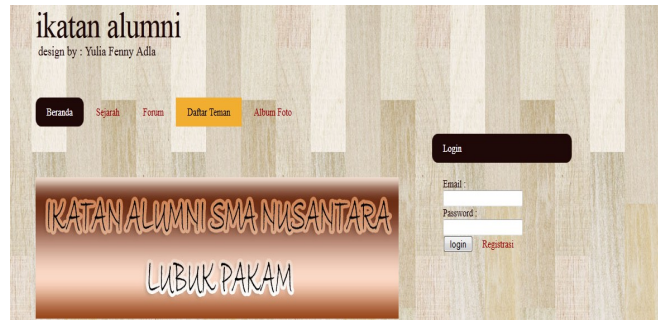 ikatan alumni
design by : Yulia Fenny Adla
Beranda Sejarah Forum Daftar Teman Album Foto
Login
Email :
Password :
login Registrasi
IKATAN ALUMNI SMA NUSANTARA
LUBUK PAKAM